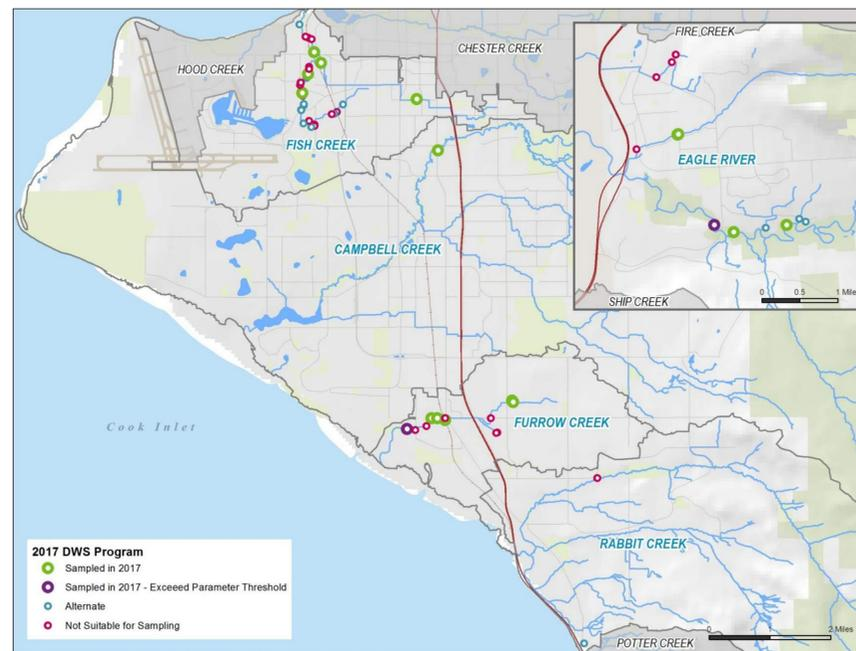 CHESTER CREEK
HOOD CREEK
FISH CREEK
CAMPBELL CREEK
FIRE CREEK
EAGLE RIVER
0 0.5 1 Mile
SHIP CREEK
Cook Inlet
FURROW CREEK
RABBIT CREEK
2017 DWS Program
Sampled in 2017
Sampled in 2017 - Exceeed Parameter Threshold
Alternate
Not Suitable for Sampling
0 2 Miles
POTTER CREEK